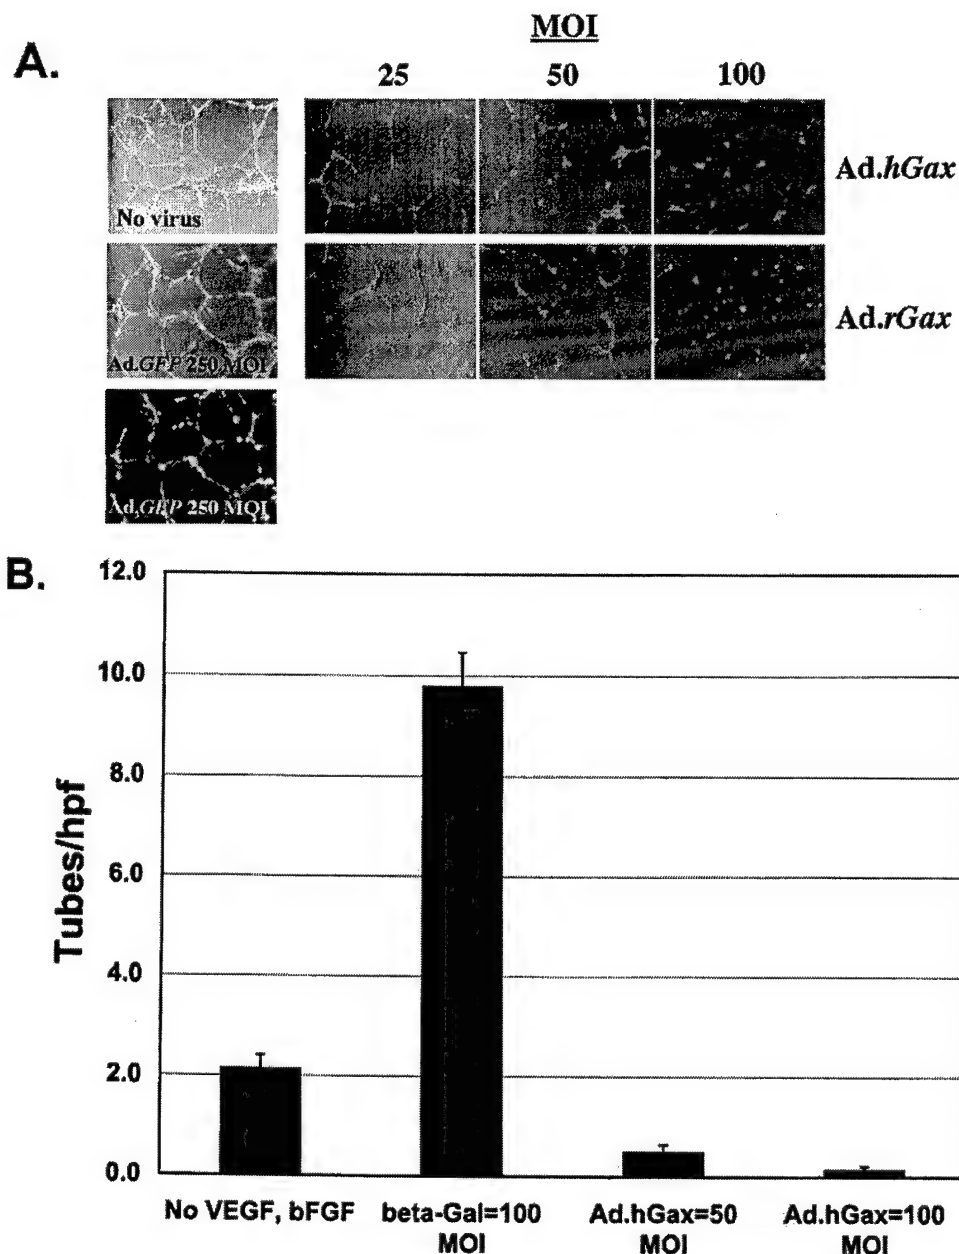 A.
MOI
25 50 100
No virus
Ad.hGax
Ad.GFP 250 MOI
Ad.rGax
Ad.GFP 250 MOI
B.
Tubes/hpf
12.0
10.0
8.0
6.0
4.0
2.0
0.0
No VEGF, bFGF
beta-Gal=100 MOI
Ad.hGax=50 MOI
Ad.hGax=100 MOI